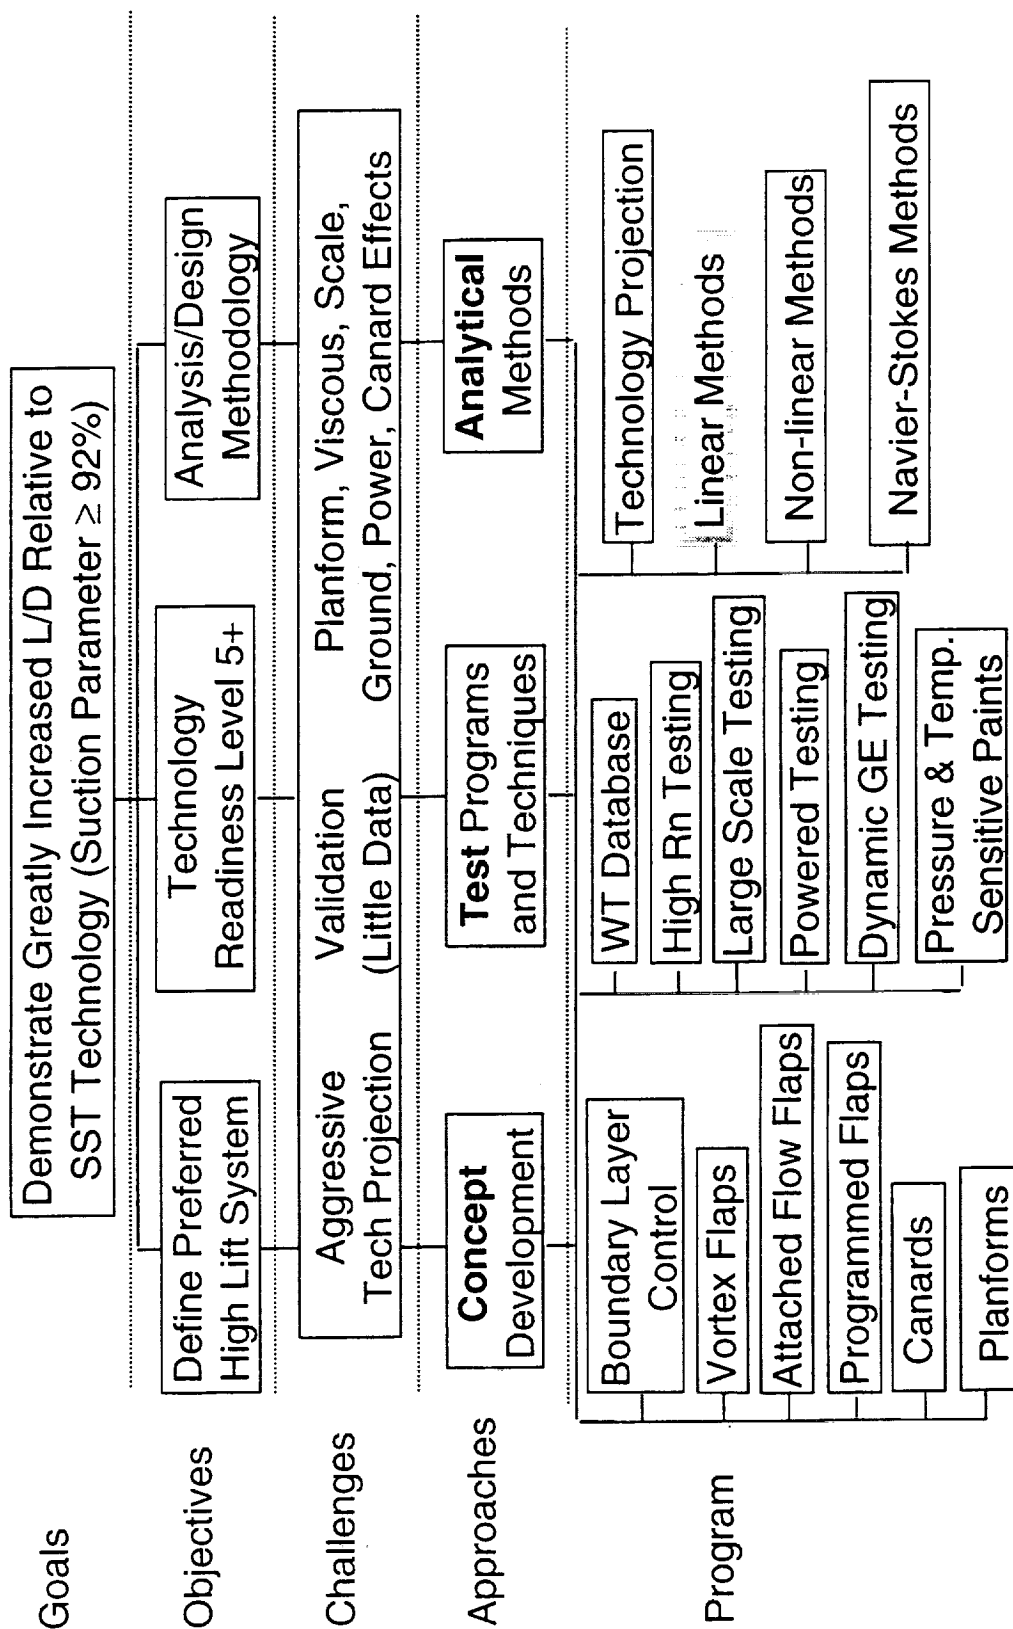 Goals
Demonstrate Greatly Increased L/D Relative to
SST Technology (Suction Parameter ≥ 92%)
Objectives
Define Preferred
High Lift System
Technology
Readiness Level 5+
Analysis/Design
Methodology
Challenges
Aggressive
Tech Projection
Validation
(Little Data)
Planform, Viscous, Scale,
Ground, Power, Canard Effects
Approaches
Concept
Development
Test Programs
and Techniques
Analytical
Methods
Program
Boundary Layer
Control
Vortex Flaps
Attached Flow Flaps
Programmed Flaps
Canards
Planforms
WT Database
High Rn Testing
Large Scale Testing
Powered Testing
Dynamic GE Testing
Pressure & Temp.
Sensitive Paints
Technology Projection
Linear Methods
Non-linear Methods
Navier-Stokes Methods